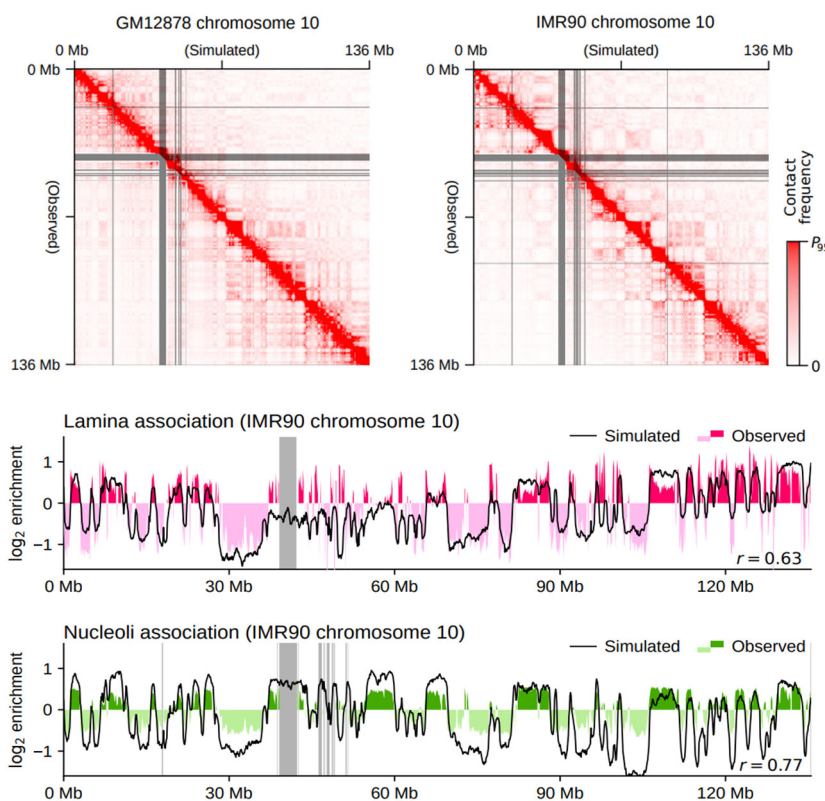 GM12878 chromosome 10
0 Mb (Simulated) 136 Mb
0 Mb
(Observed)
136 Mb
IMR90 chromosome 10
0 Mb (Simulated) 136 Mb
0 Mb
(Observed)
136 Mb
Contact
frequency
0
Lamina association (IMR90 chromosome 10)
Simulated Observed
log2 enrichment
1
0
−1
r = 0.63
0 Mb 30 Mb 60 Mb 90 Mb 120 Mb
Nucleoli association (IMR90 chromosome 10)
Simulated Observed
log2 enrichment
1
0
−1
r = 0.77
0 Mb 30 Mb 60 Mb 90 Mb 120 Mb